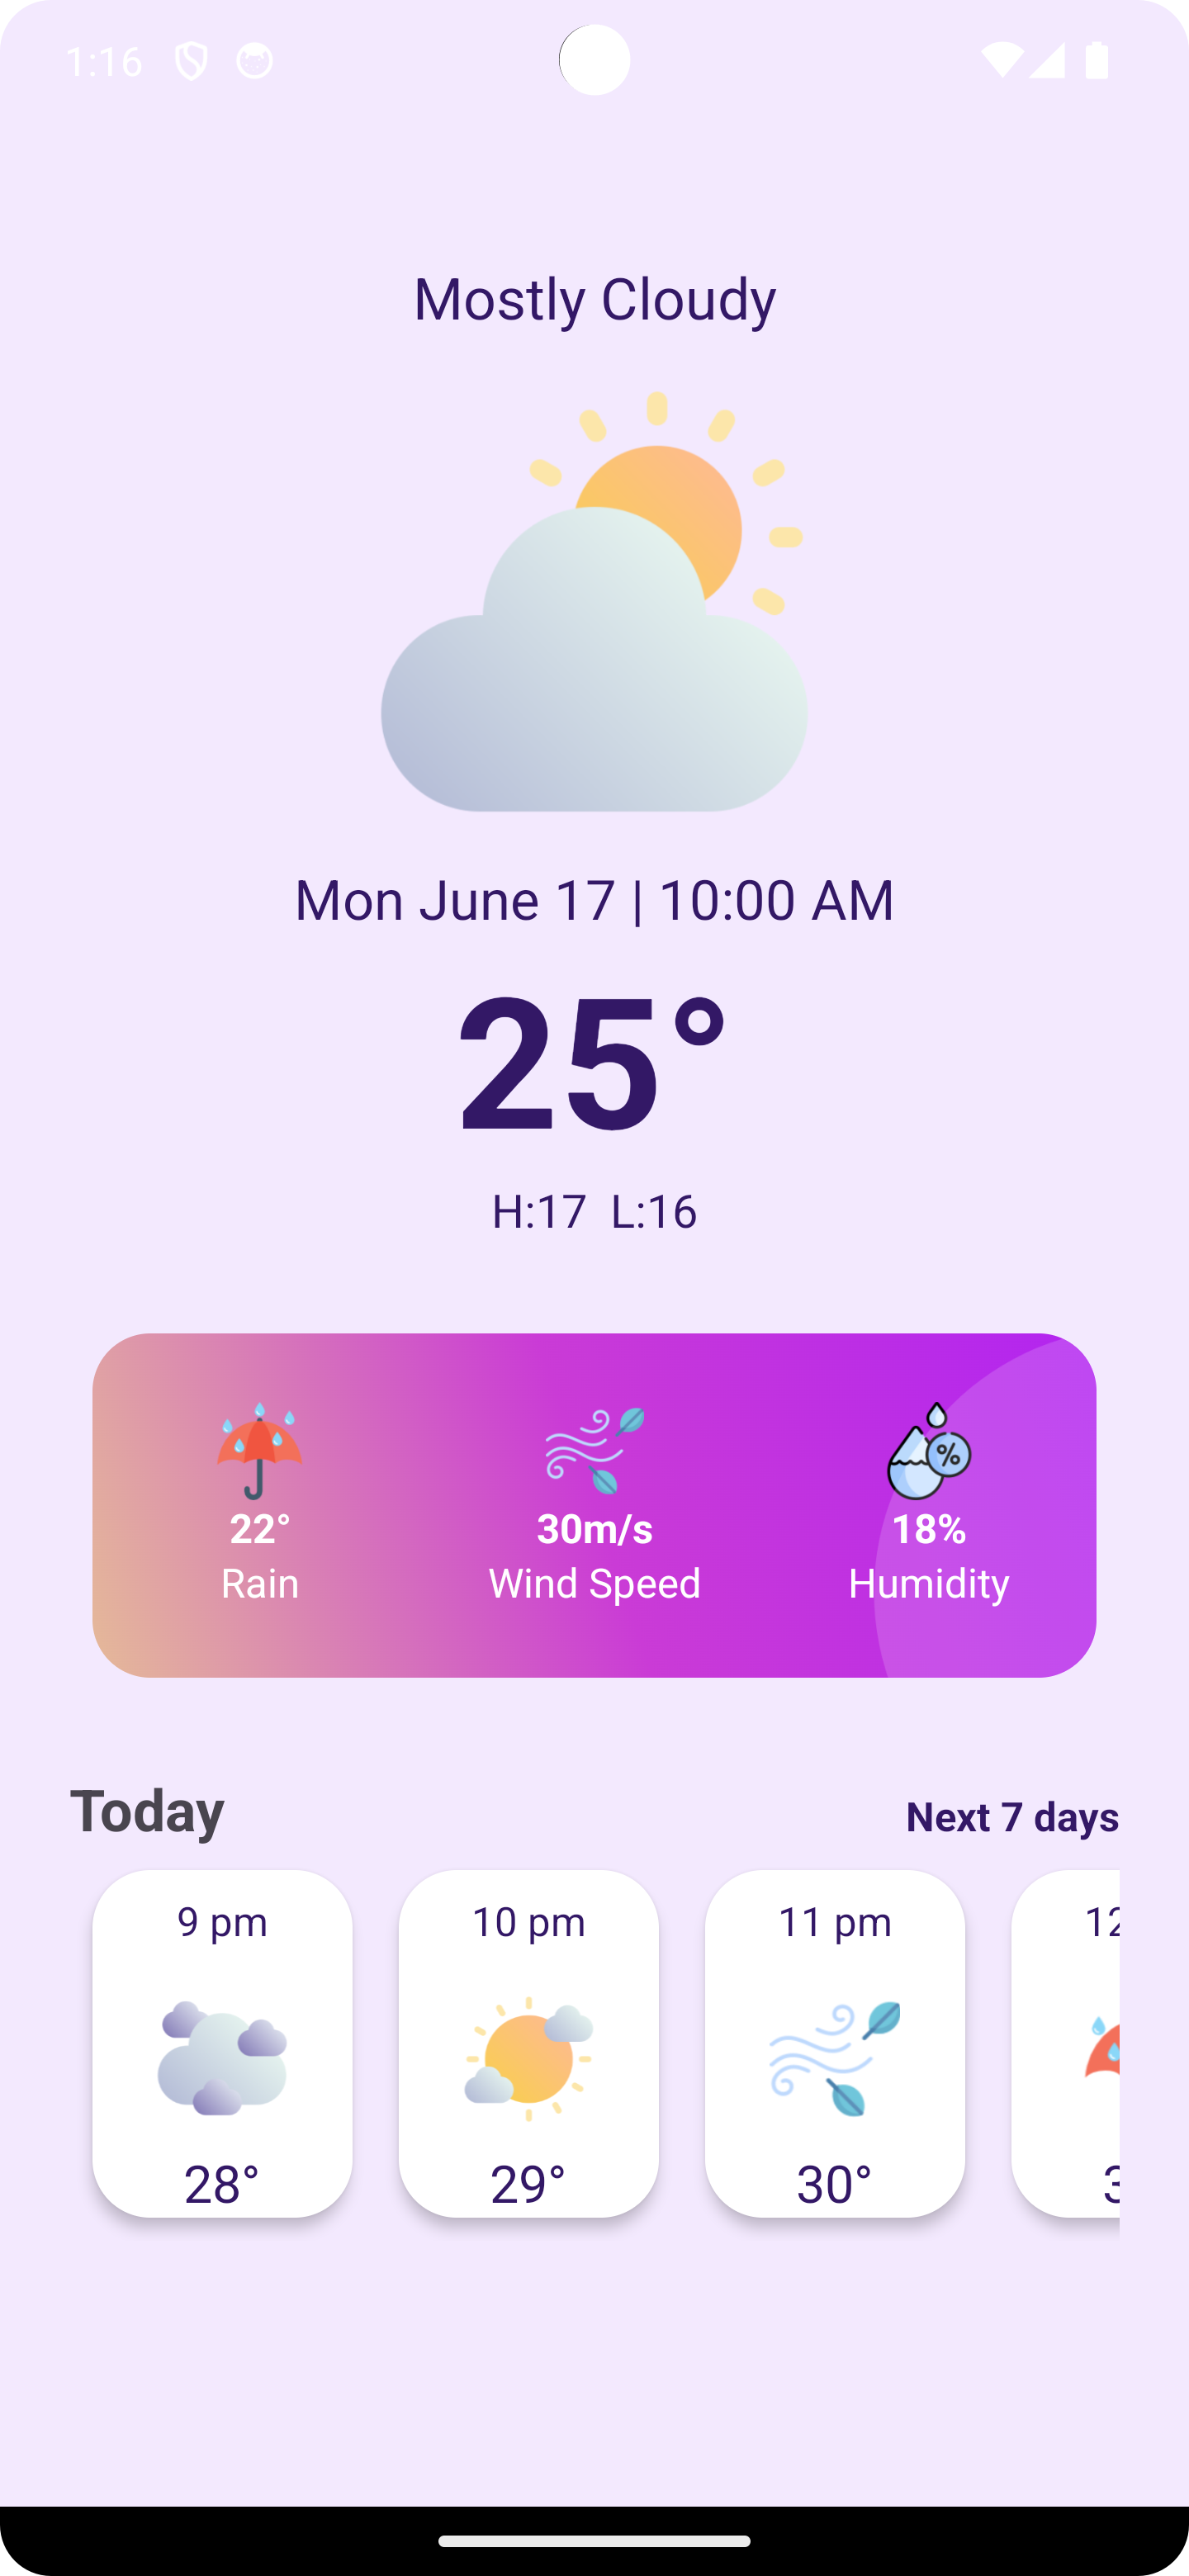 1:16
Mostly Cloudy
Mon June 17 | 10:00 AM
25°
H:17 L:16
%
22° 30m/s 18%
Rain Wind Speed Humidity
Today Next 7 days
9 pm 10 pm 11 pm 12
28° 29° 30° 3